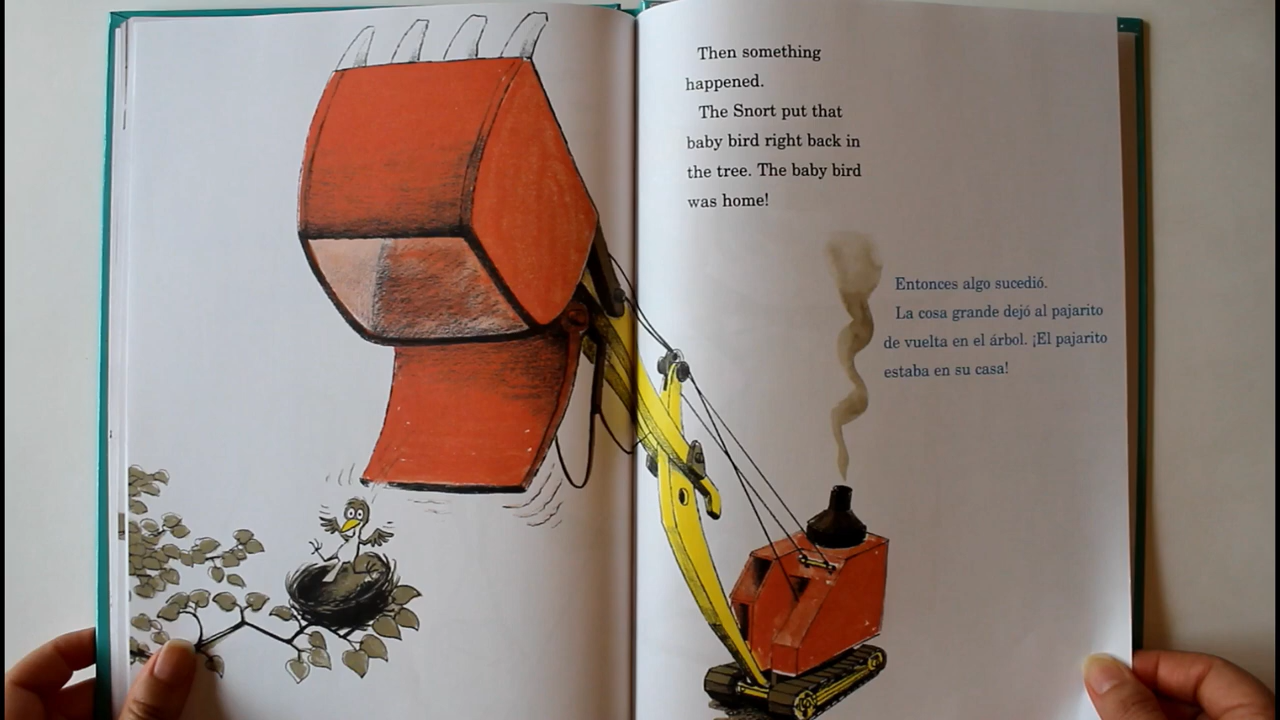 Then something
happened.
The Snort put that
baby bird right back in
the tree. The baby bird
was home!
Entonces algo sucedió.
La cosa grande dejó al pajarito
de vuelta en el árbol. ¡El pajarito
estaba en su casa!